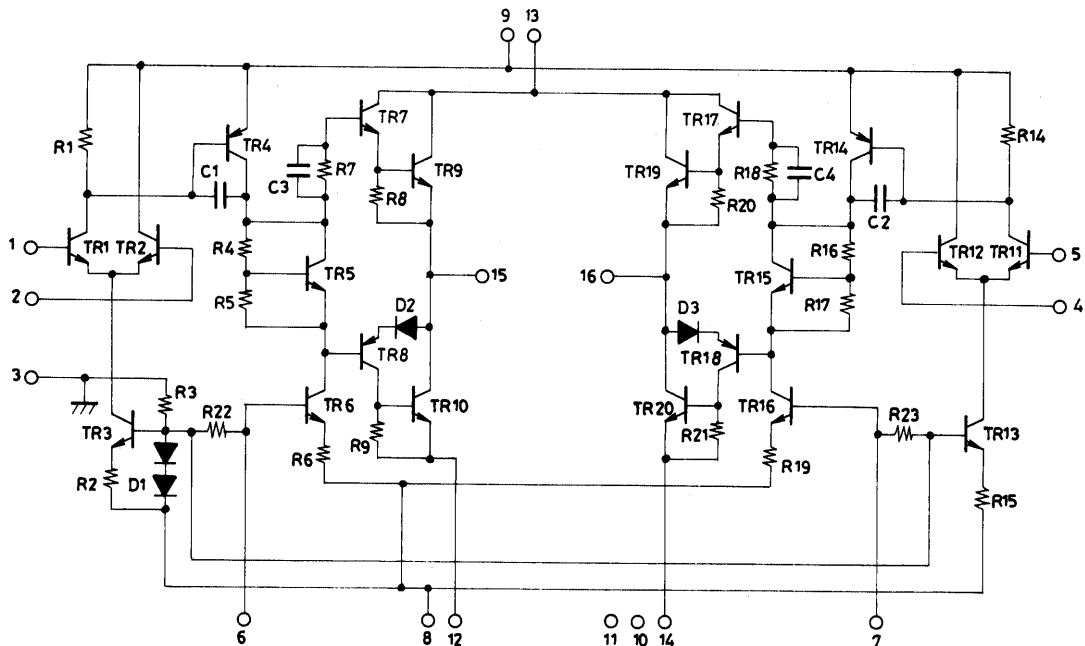 9 13
R1
TR4
C1
TR7
C3
R7
R8
TR9
TR17
TR19
R18
C4
R20
TR14
C2
R14
1
TR1
TR2
2
R4
R5
TR5
15
16
TR15
R16
R17
TR12
TR11
5
4
D2
TR8
D3
TR18
3
R3
R22
TR3
R2
D1
TR6
R6
R9
TR10
TR20
R21
TR16
R19
R23
TR13
R15
6
8
12
11
10
14
7